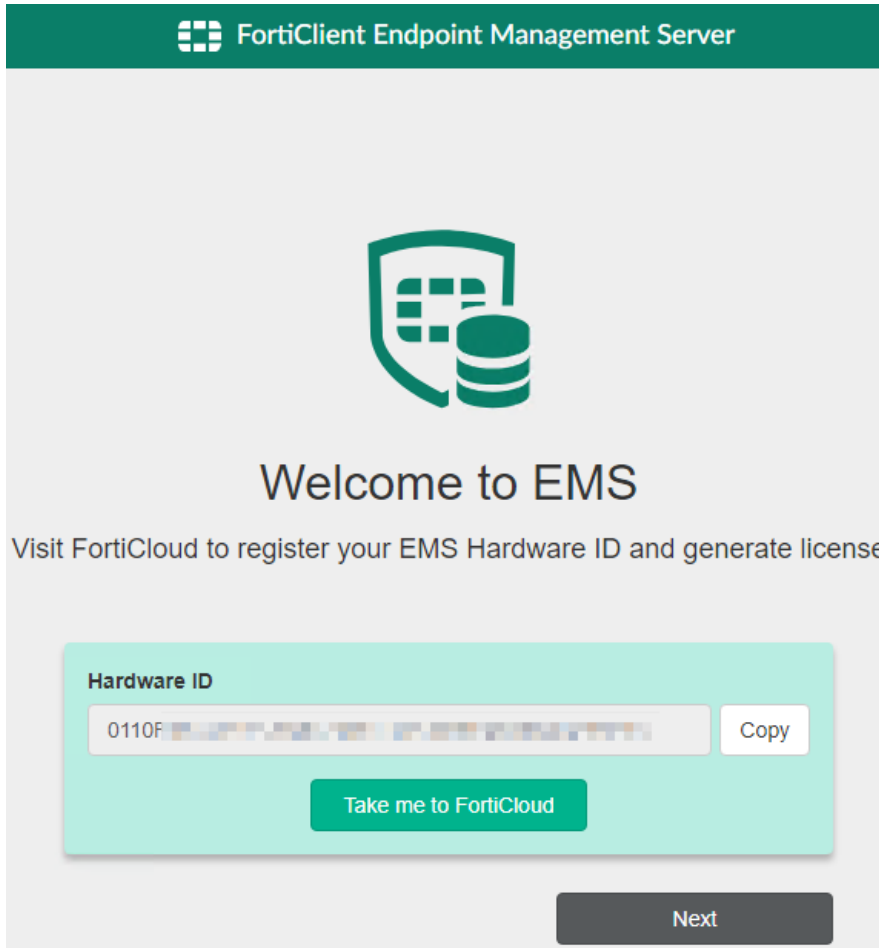 FortiClient Endpoint Management Server
Welcome to EMS
Visit FortiCloud to register your EMS Hardware ID and generate license
Hardware ID
0110
Copy
Take me to FortiCloud
Next